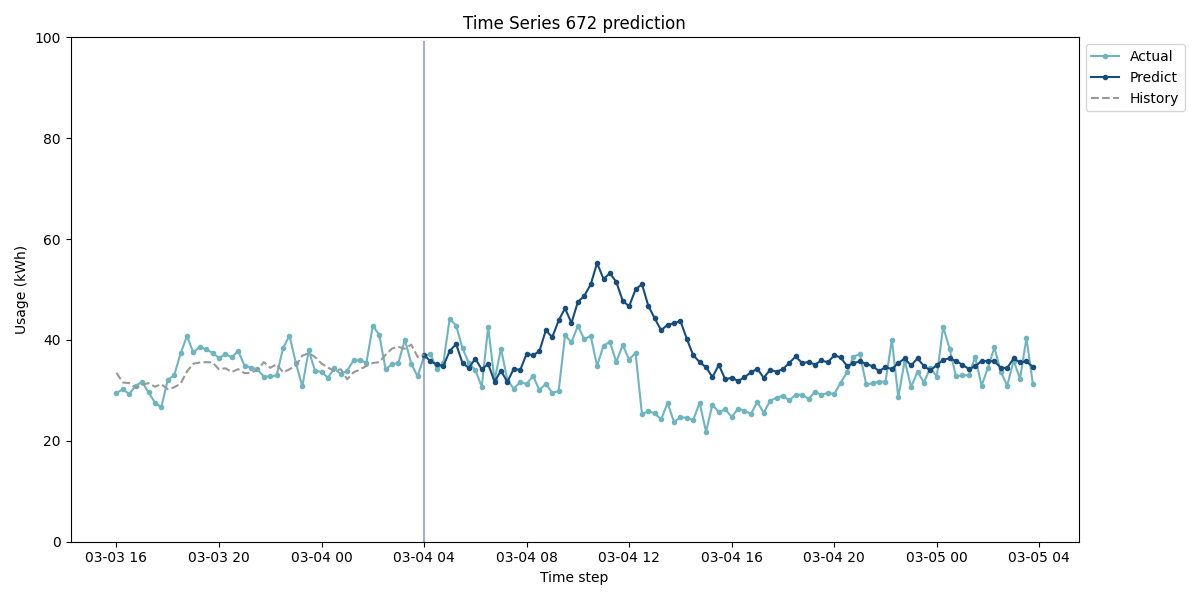 Time Series 672 prediction
100
80
60
40
20
0
Usage (kWh)
03-03 16
03-03 20
03-04 00
03-04 04
03-04 08
03-04 12
03-04 16
03-04 20
03-05 00
03-05 04
Time step
Actual
Predict
History